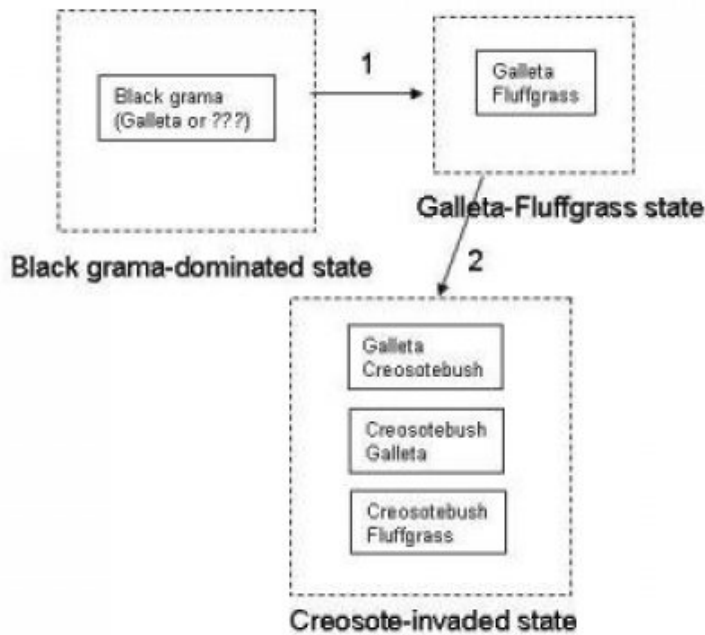 1
Black grama
(Galleta or ???)
Galleta
Fluffgrass
Black grama-dominated state
Galleta-Fluffgrass state
2
Galleta
Creosotebush
Creosotebush
Galleta
Creosotebush
Fluffgrass
Creosote-invaded state